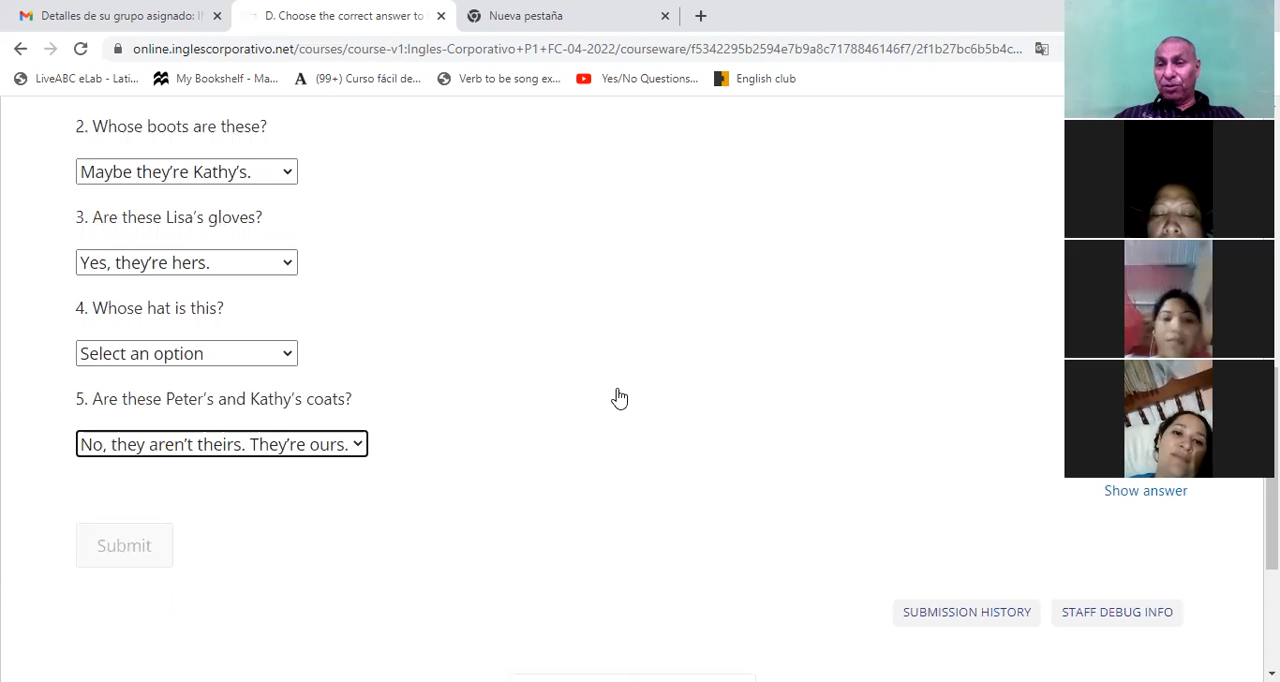 Detalles de su grupo asignado: II
D. Choose the correct answer to
Nueva pestaña
online.inglescorporativo.net/courses/course-v1:Ingles-Corporativo+P1+FC-04-2022/courseware/f5342295b2594e7b9a8c7178846146f7/2f1b27bc6b5b4c...
LiveABC eLab - Lati...
My Bookshelf - Ma...
(99+) Curso fácil de...
Verb to be song ex...
Yes/No Questions...
English club
2. Whose boots are these?
Maybe they're Kathy's.
3. Are these Lisa's gloves?
Yes, they're hers.
4. Whose hat is this?
Select an option
5. Are these Peter's and Kathy's coats?
No, they aren't theirs. They're ours.
Show answer
Submit
SUBMISSION HISTORY
STAFF DEBUG INFO